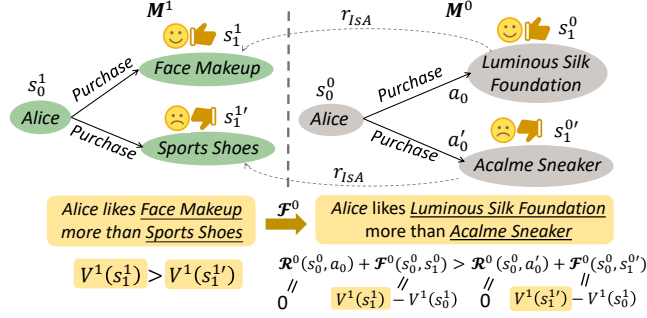 M¹
M⁰
r_IsA
s₁¹
Face Makeup
s₁⁰
Luminous Silk
Foundation
s₀¹
Purchase
Alice
Purchase
s₁¹′
Sports Shoes
s₀⁰
Purchase
a₀
Alice
Purchase
a₀′
s₁⁰′
Acalme Sneaker
r_IsA
Alice likes Face Makeup
more than Sports Shoes
𝓕⁰
Alice likes Luminous Silk Foundation
more than Acalme Sneaker
V¹(s₁¹) > V¹(s₁¹′)
𝓡⁰(s₀⁰, a₀) + 𝓕⁰(s₀⁰, s₁⁰) > 𝓡⁰(s₀⁰, a₀′) + 𝓕⁰(s₀⁰, s₁⁰′)
0 V¹(s₁¹) − V¹(s₀¹) 0 V¹(s₁¹′) − V¹(s₀¹)